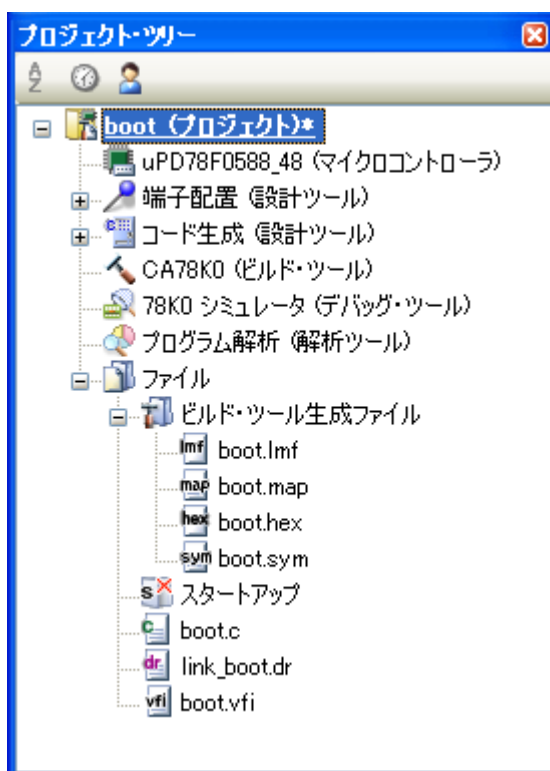 プロジェクト・ツリー
boot (プロジェクト)*
uPD78F0588_48 (マイクロコントローラ)
端子配置 (設計ツール)
コード生成 (設計ツール)
CA78K0 (ビルド・ツール)
78K0 シミュレータ (デバッグ・ツール)
プログラム解析 (解析ツール)
ファイル
ビルド・ツール生成ファイル
lmf boot.lmf
map boot.map
hex boot.hex
sym boot.sym
s スタートアップ
c boot.c
dr link_boot.dr
vfi boot.vfi